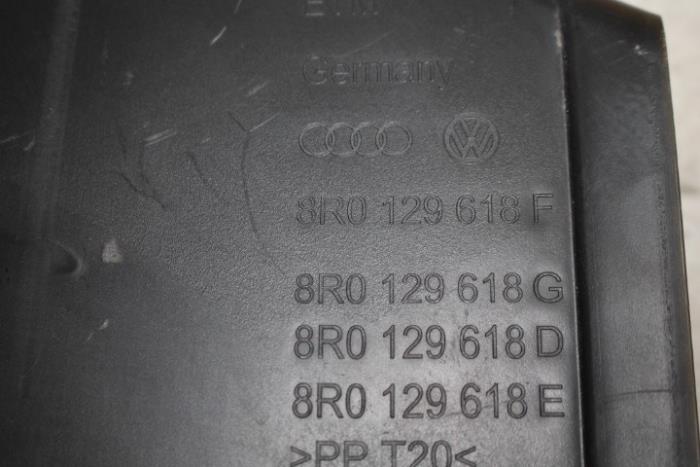 Germany
8R0 129 618 F
8R0 129 618 G
8R0 129 618 D
8R0 129 618 E
>PP T20<